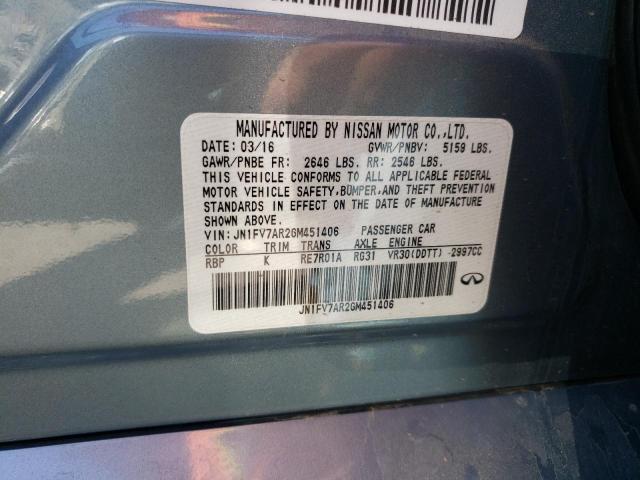 MANUFACTURED BY NISSAN MOTOR CO.,LTD.
DATE: 03/16 GVWR/PNBV: 5159 LBS.
GAWR/PNBE FR: 2646 LBS. RR: 2546 LBS.
THIS VEHICLE CONFORMS TO ALL APPLICABLE FEDERAL
MOTOR VEHICLE SAFETY,BUMPER,AND THEFT PREVENTION
STANDARDS IN EFFECT ON THE DATE OF MANUFACTURE
SHOWN ABOVE.
VIN: JN1FV7AR2GM451406 PASSENGER CAR
COLOR TRIM TRANS AXLE ENGINE
RBP K RE7R01A RG31 VR30(DDTT) 2997CC
JN1FV7AR2GM451406